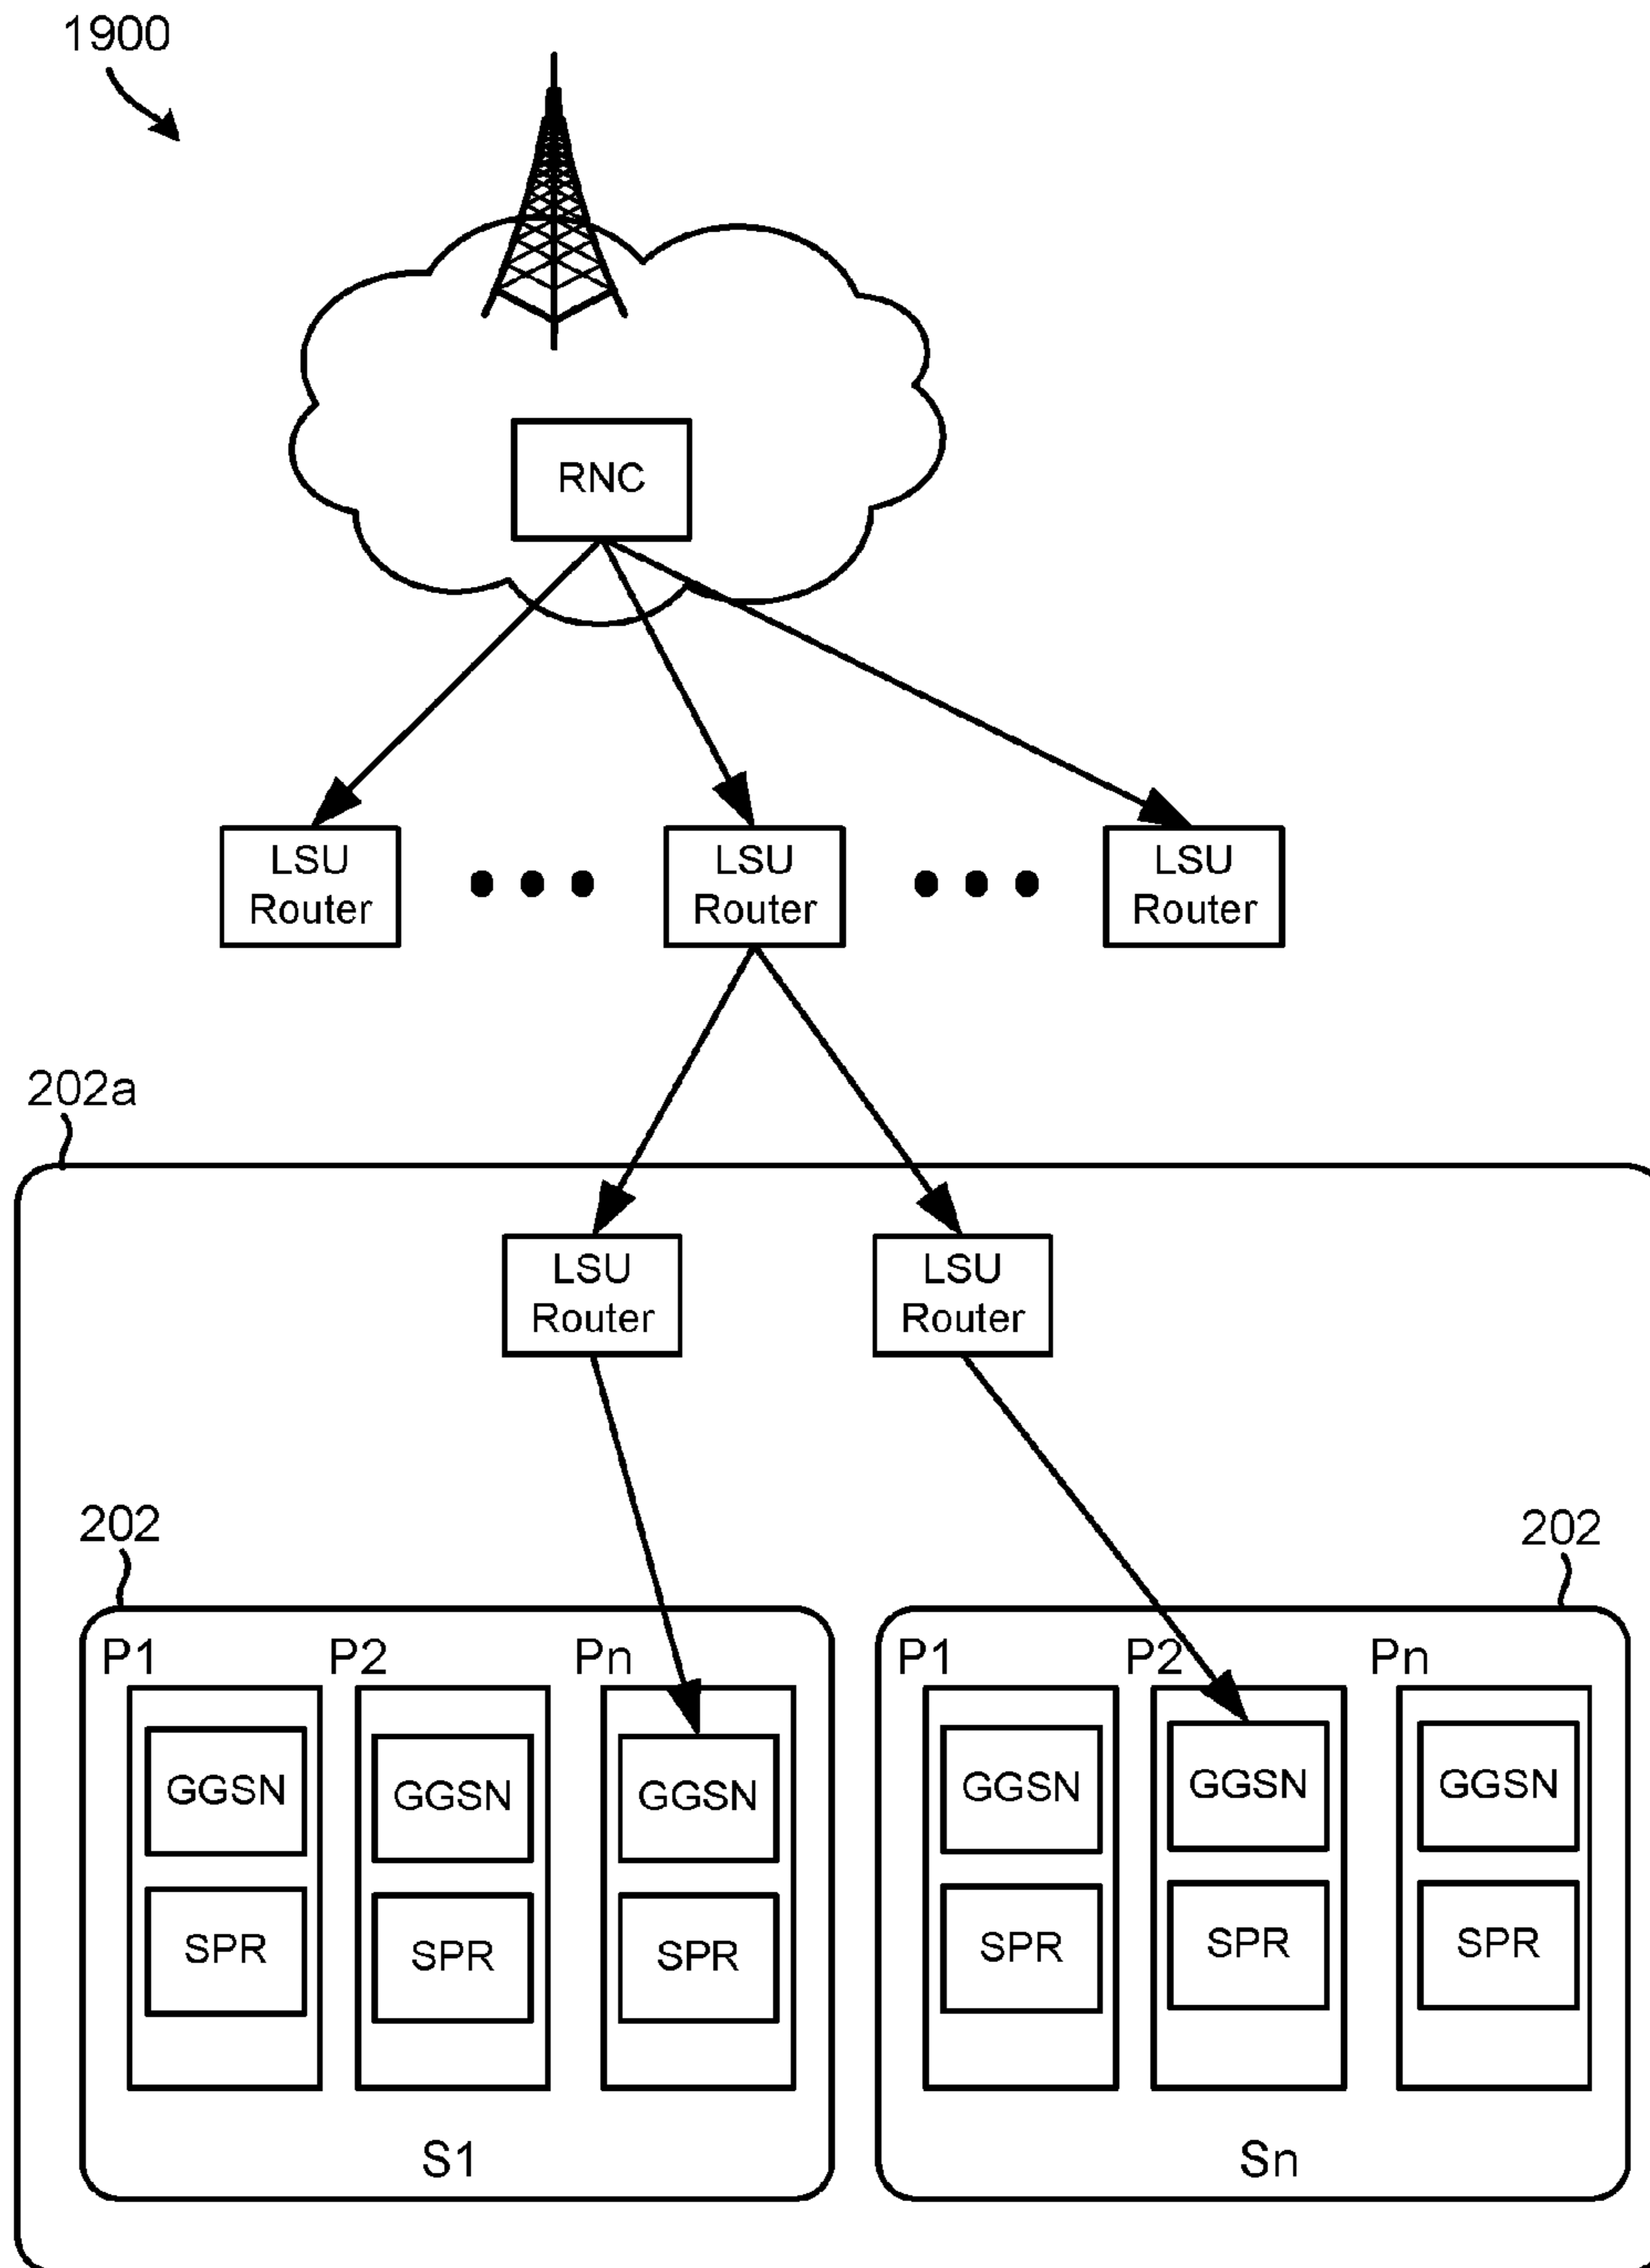 1900
RNC
LSU
Router
LSU
Router
LSU
Router
202a
LSU
Router
LSU
Router
202
202
P1
P2
Pn
GGSN
GGSN
GGSN
SPR
SPR
SPR
S1
P1
P2
Pn
GGSN
GGSN
GGSN
SPR
SPR
SPR
Sn